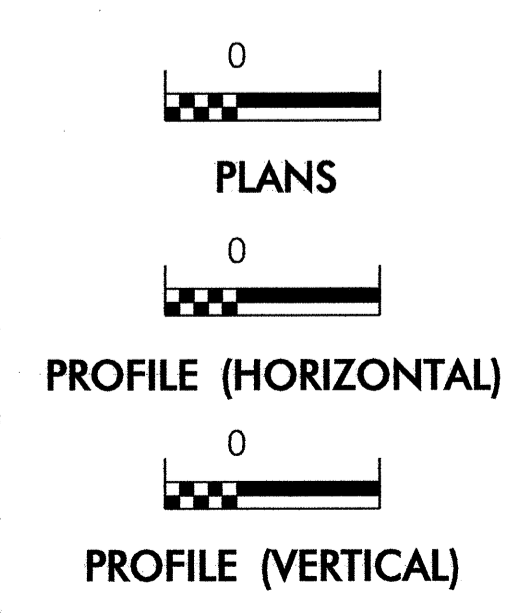 0
PLANS
0
PROFILE (HORIZONTAL)
0
PROFILE (VERTICAL)